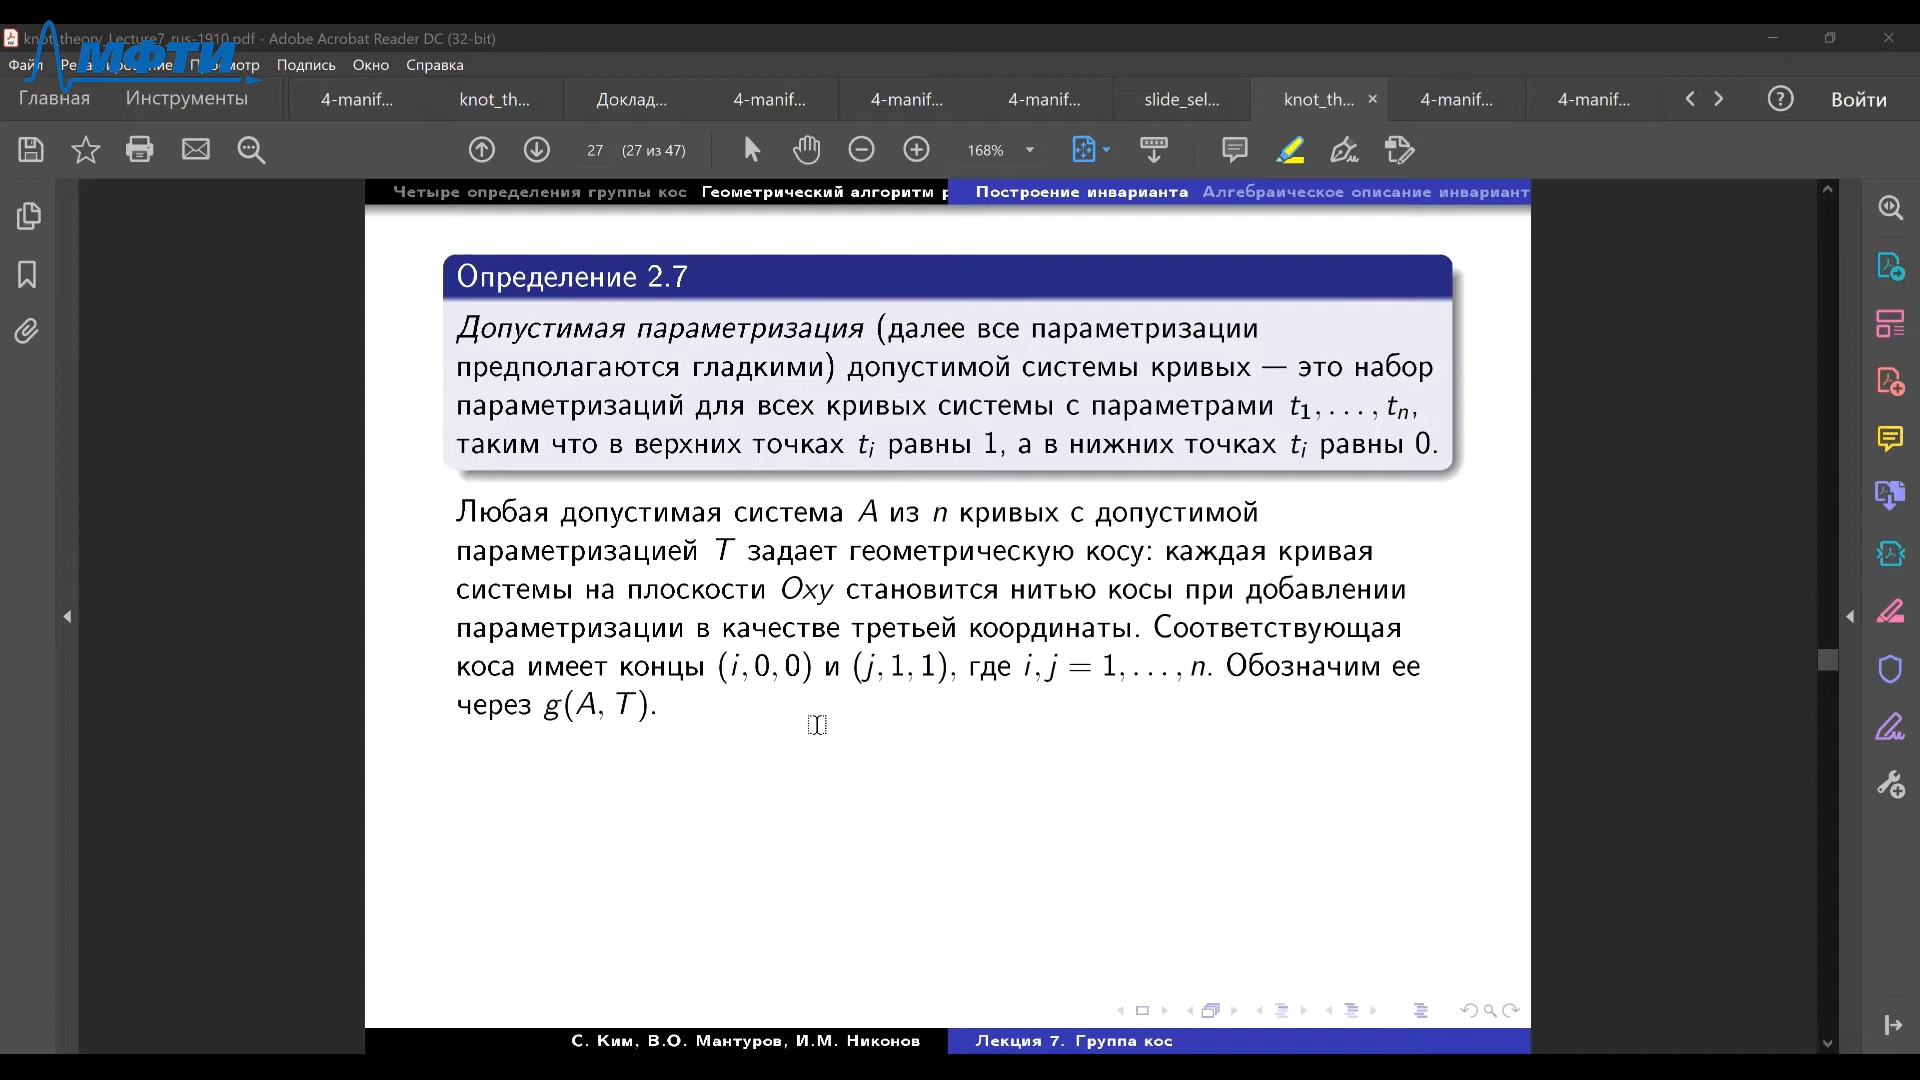 knot_theory_Lecture7_rus-1910.pdf - Adobe Acrobat Reader DC (32-bit)
МФТИ
Файл Редактирование Просмотр Подпись Окно Справка
Главная Инструменты 4-manif... knot_th... Доклад... 4-manif... 4-manif... 4-manif... slide_sel... knot_th... 4-manif... 4-manif... Войти
27 (27 из 47) 168%
Четыре определения группы кос Геометрический алгоритм р Построение инварианта Алгебраическое описание инвариант
Определение 2.7
Допустимая параметризация (далее все параметризации
предполагаются гладкими) допустимой системы кривых — это набор
параметризаций для всех кривых системы с параметрами t₁, . . . , tₙ,
таким что в верхних точках tᵢ равны 1, а в нижних точках tᵢ равны 0.
Любая допустимая система A из n кривых с допустимой
параметризацией T задает геометрическую косу: каждая кривая
системы на плоскости Oxy становится нитью косы при добавлении
параметризации в качестве третьей координаты. Соответствующая
коса имеет концы (i, 0, 0) и (j, 1, 1), где i, j = 1, . . . , n. Обозначим ее
через g(A, T).
С. Ким, В.О. Мантуров, И.М. Никонов Лекция 7. Группа кос